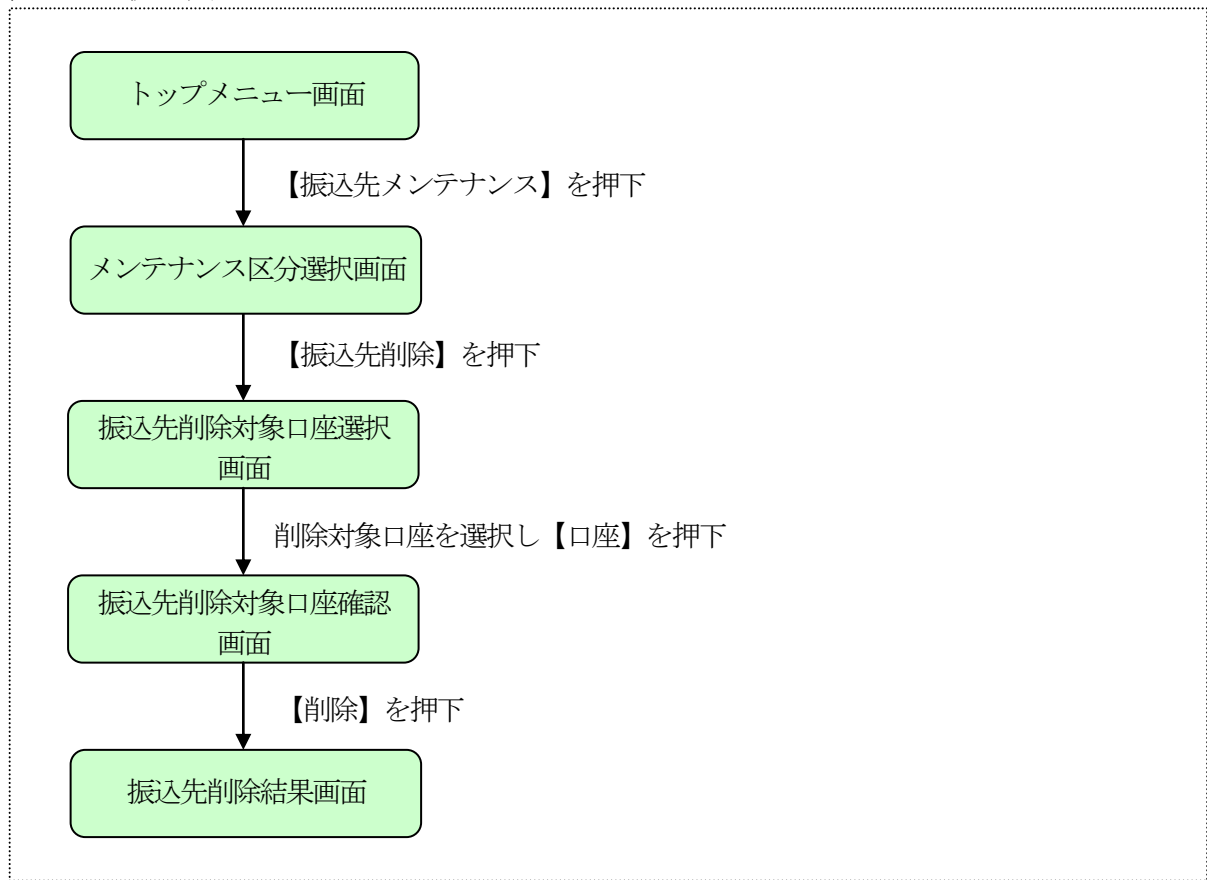 トップメニュー画面
【振込先メンテナンス】を押下
メンテナンス区分選択画面
【振込先削除】を押下
振込先削除対象口座選択
画面
削除対象口座を選択し【口座】を押下
振込先削除対象口座確認
画面
【削除】を押下
振込先削除結果画面